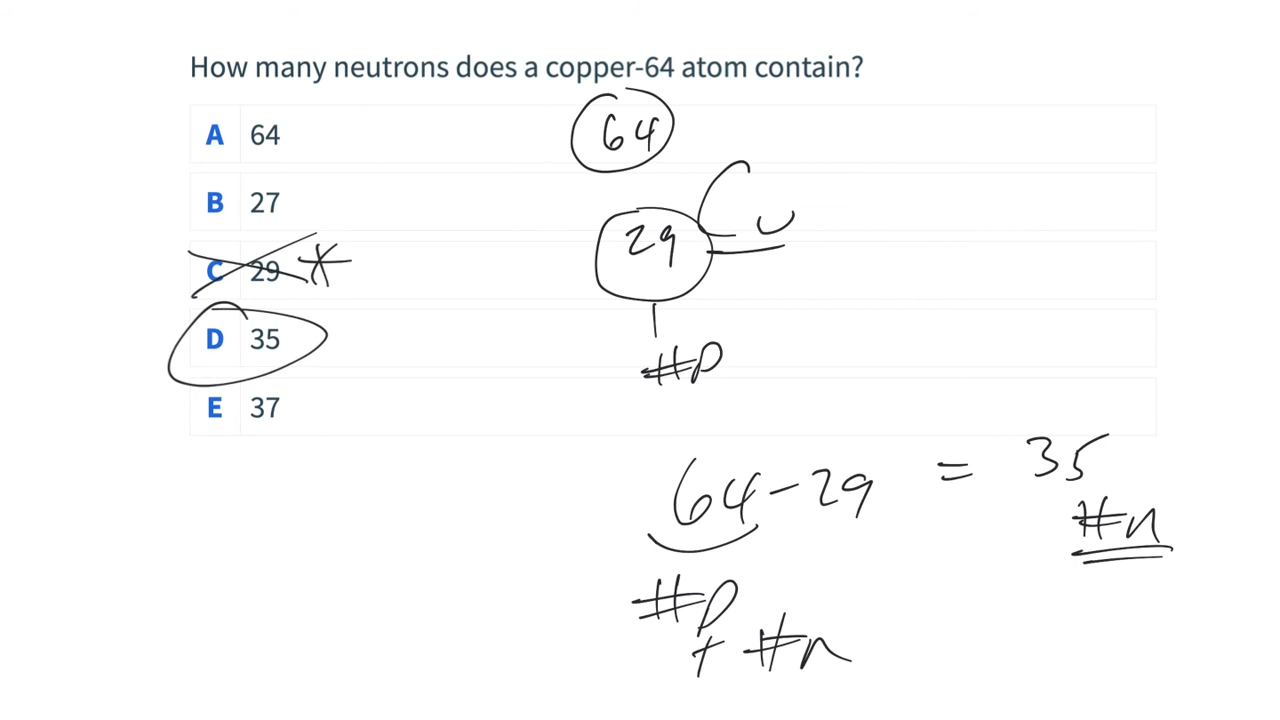 How many neutrons does a copper-64 atom contain?
A 64
B 27
C 29 *
D 35
E 37
64
29 Cu
#p
64-29 = 35
#n
#p
+ #n